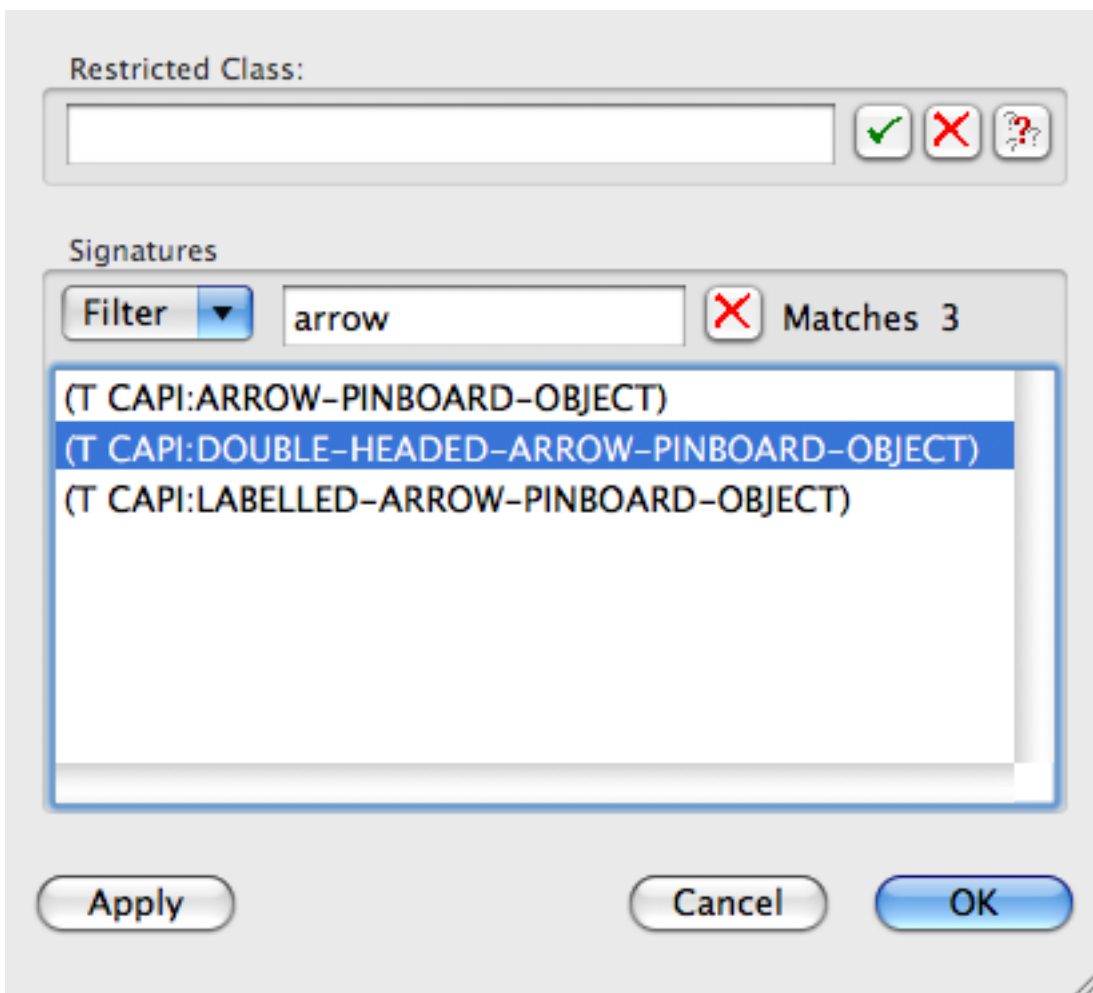 Restricted Class:
Signatures
Filter arrow Matches 3
(T CAPI:ARROW-PINBOARD-OBJECT)
(T CAPI:DOUBLE-HEADED-ARROW-PINBOARD-OBJECT)
(T CAPI:LABELLED-ARROW-PINBOARD-OBJECT)
Apply Cancel OK